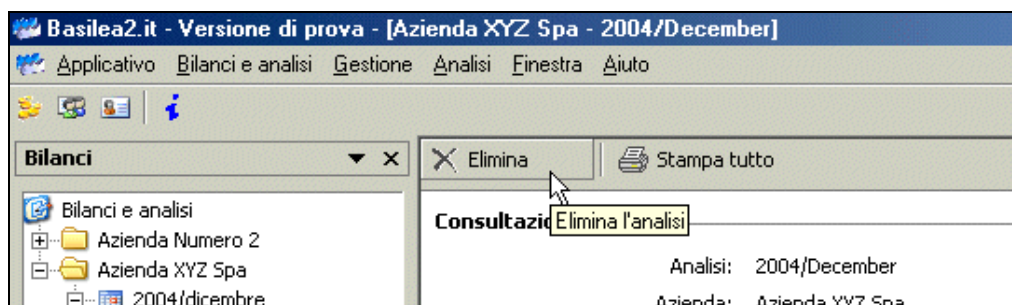 Basilea2.it - Versione di prova - [Azienda XYZ Spa - 2004/December]
Applicativo Bilanci e analisi Gestione Analisi Finestra Aiuto
Bilanci
Elimina Stampa tutto
Bilanci e analisi
Consultazio Elimina l'analisi
Azienda Numero 2
Analisi: 2004/December
Azienda XYZ Spa
2004/dicembre
Azienda: Azienda XYZ Spa